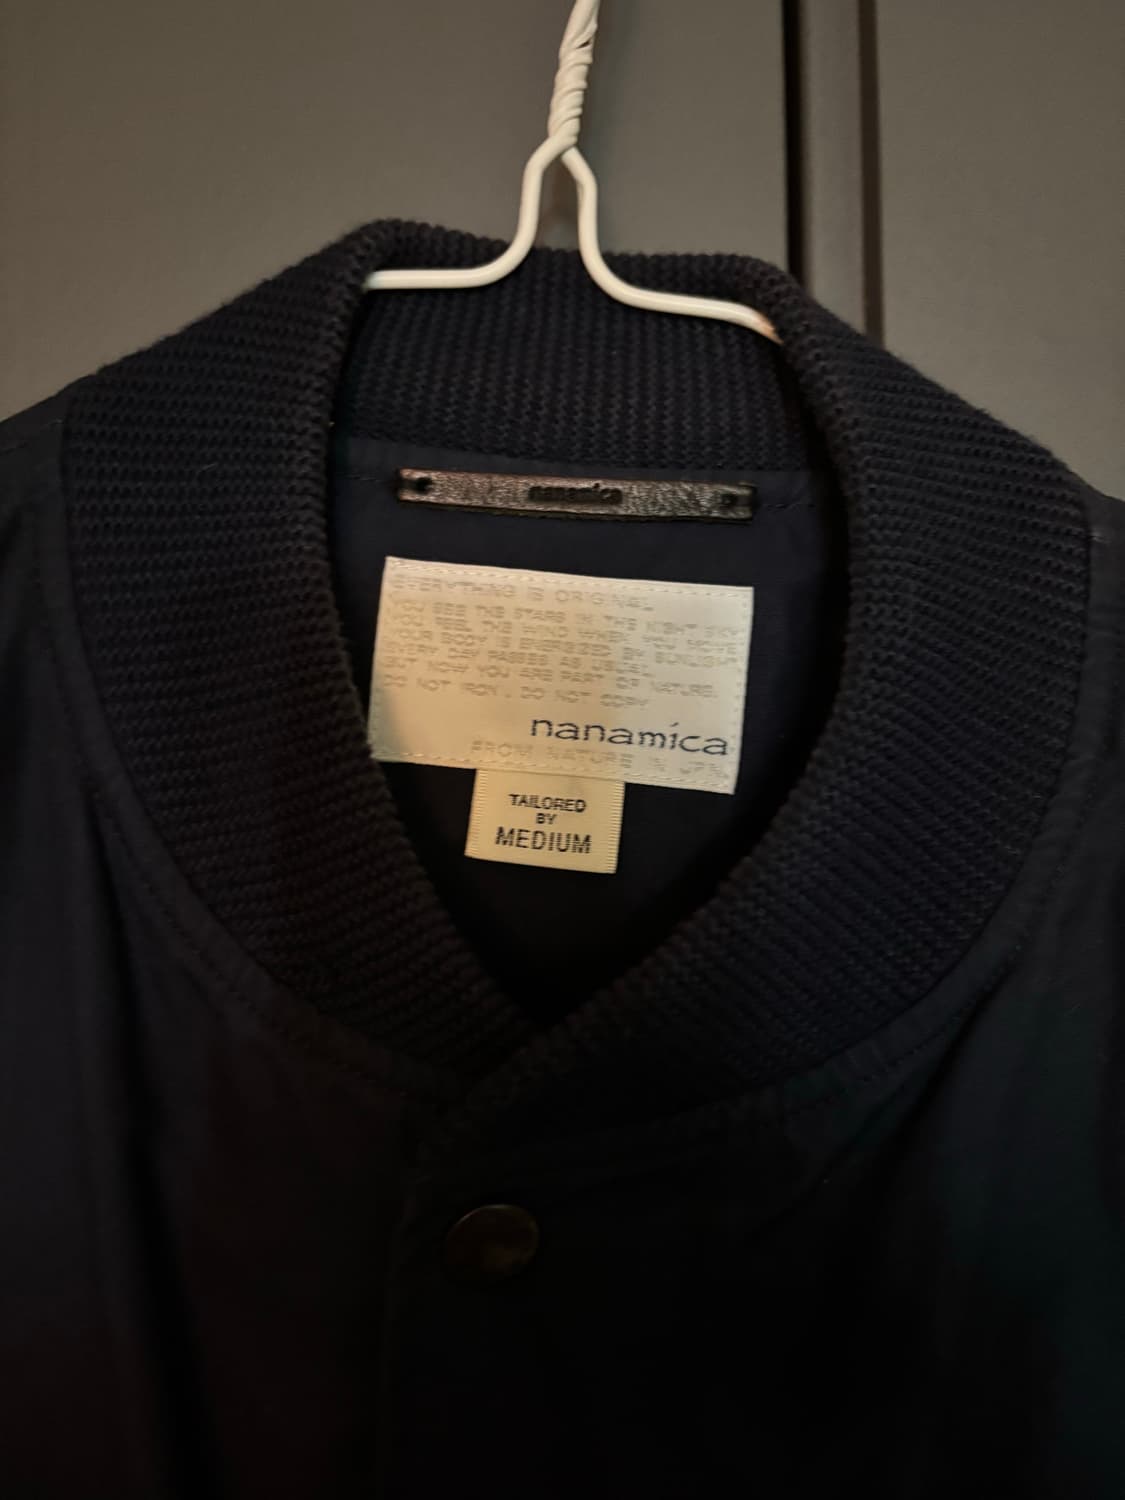 nanamica
EVERYTHING IS ORIGINAL
YOU SEE THE STARS IN THE NIGHT SKY
YOU FEEL THE WIND WHEN YOU MOVE
YOUR BODY IS ENERGISED BY SUNLIGHT
EVERY DAY PASSES AS USUAL
BUT NOW YOU ARE PART OF NATURE.
DO NOT IRON. DO NOT COPY
nanamica
FROM NATURE IN
TAILORED
BY
MEDIUM